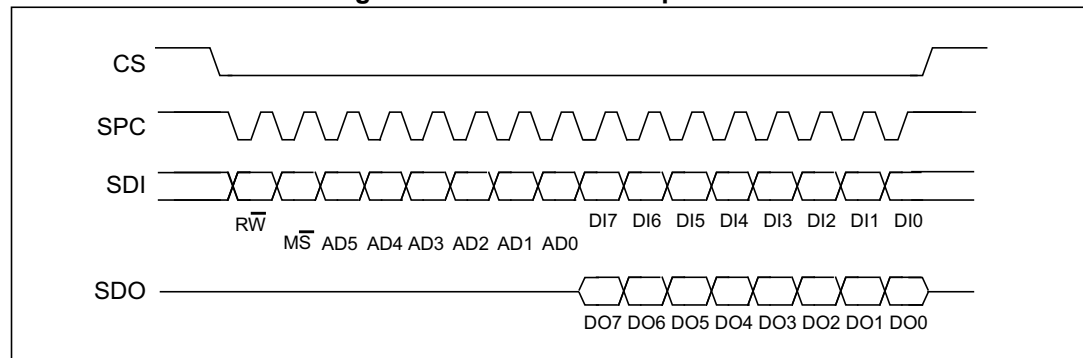 CS
SPC
SDI
RW̅
DI7 DI6 DI5 DI4 DI3 DI2 DI1 DI0
MS̅ AD5 AD4 AD3 AD2 AD1 AD0
SDO
DO7 DO6 DO5 DO4 DO3 DO2 DO1 DO0